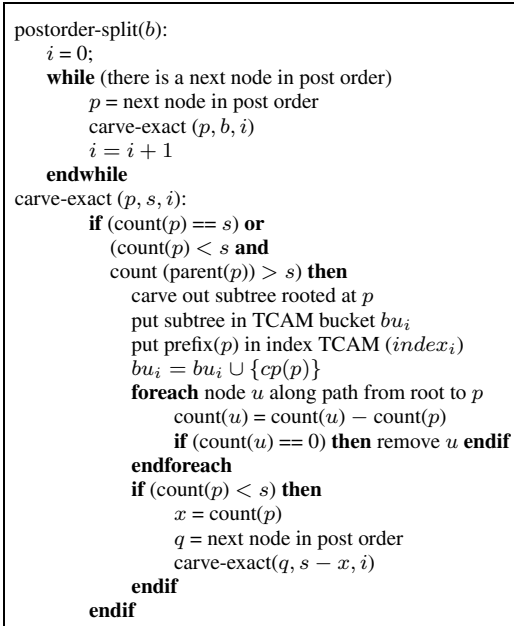 postorder-split(b):
i = 0;
while (there is a next node in post order)
p = next node in post order
carve-exact (p, b, i)
i = i + 1
endwhile
carve-exact (p, s, i):
if (count(p) == s) or
(count(p) < s and
count (parent(p)) > s) then
carve out subtree rooted at p
put subtree in TCAM bucket bu_i
put prefix(p) in index TCAM (index_i)
bu_i = bu_i ∪ {cp(p)}
foreach node u along path from root to p
count(u) = count(u) − count(p)
if (count(u) == 0) then remove u endif
endforeach
if (count(p) < s) then
x = count(p)
q = next node in post order
carve-exact(q, s − x, i)
endif
endif